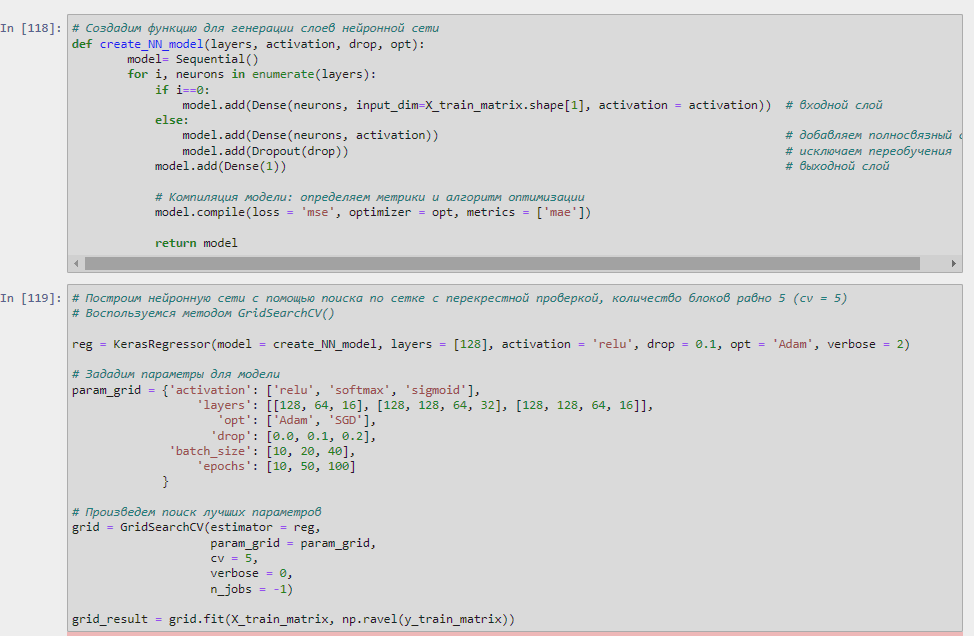 In [118]: # Создадим функцию для генерации слоев нейронной сети
def create_NN_model(layers, activation, drop, opt):
        model= Sequential()
        for i, neurons in enumerate(layers):
            if i==0:
                model.add(Dense(neurons, input_dim=X_train_matrix.shape[1], activation = activation))  # входной слой
            else:
                model.add(Dense(neurons, activation))  # добавляем полносвязный
                model.add(Dropout(drop))  # исключаем переобучения
            model.add(Dense(1))  # выходной слой
            # Компиляция модели: определяем метрики и алгоритм оптимизации
            model.compile(loss = 'mse', optimizer = opt, metrics = ['mae'])
            return model
In [119]: # Построим нейронную сети с помощью поиска по сетке с перекрестной проверкой, количество блоков равно 5 (cv = 5)
# Воспользуемся методом GridSearchCV()
reg = KerasRegressor(model = create_NN_model, layers = [128], activation = 'relu', drop = 0.1, opt = 'Adam', verbose = 2)
# Зададим параметры для модели
param_grid = {'activation': ['relu', 'softmax', 'sigmoid'],
                  'layers': [[128, 64, 16], [128, 128, 64, 32], [128, 128, 64, 16]],
                     'opt': ['Adam', 'SGD'],
                    'drop': [0.0, 0.1, 0.2],
              'batch_size': [10, 20, 40],
                  'epochs': [10, 50, 100]
             }
# Произведем поиск лучших параметров
grid = GridSearchCV(estimator = reg,
                    param_grid = param_grid,
                    cv = 5,
                    verbose = 0,
                    n_jobs = -1)
grid_result = grid.fit(X_train_matrix, np.ravel(y_train_matrix))